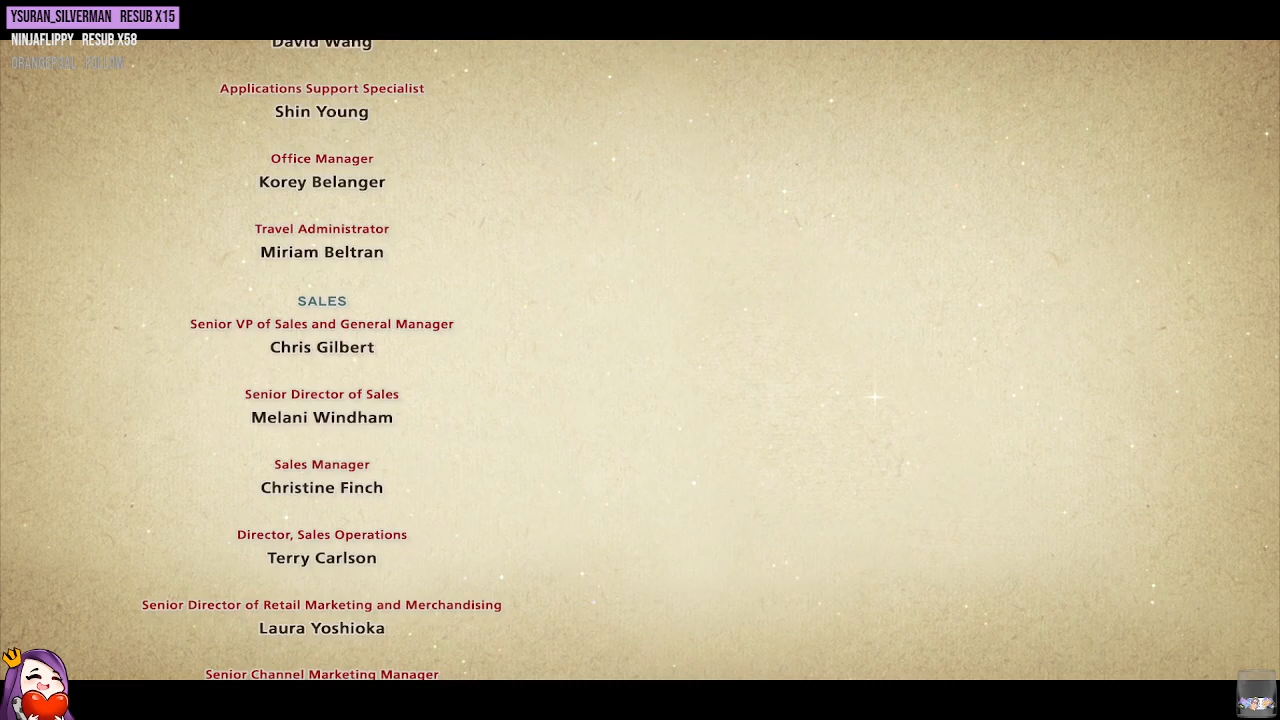 YSURAN_SILVERMAN RESUB X15
NINJAFLIPPY RESUB X58
David Wang
Applications Support Specialist
Shin Young
Office Manager
Korey Belanger
Travel Administrator
Miriam Beltran
SALES
Senior VP of Sales and General Manager
Chris Gilbert
Senior Director of Sales
Melani Windham
Sales Manager
Christine Finch
Director, Sales Operations
Terry Carlson
Senior Director of Retail Marketing and Merchandising
Laura Yoshioka
Senior Channel Marketing Manager